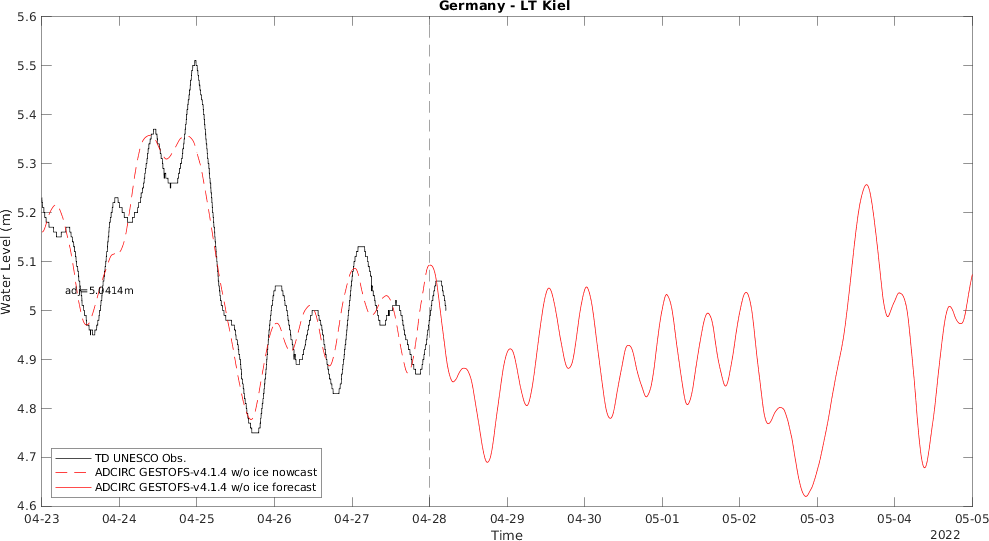 Germany - LT Kiel
5.6
5.5
5.4
5.3
5.2
5.1
5
4.9
4.8
4.7
4.6
Water Level (m)
adj=5.0414m
TD UNESCO Obs.
ADCIRC GESTOFS-v4.1.4 w/o ice nowcast
ADCIRC GESTOFS-v4.1.4 w/o ice forecast
04-23 04-24 04-25 04-26 04-27 04-28 04-29 04-30 05-01 05-02 05-03 05-04 05-05
Time
2022